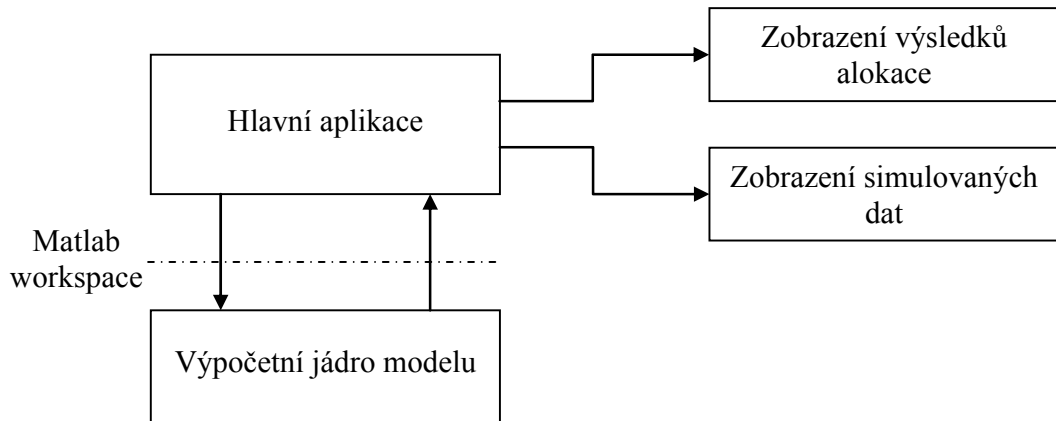 Zobrazení výsledků
alokace
Hlavní aplikace
Zobrazení simulovaných
dat
Matlab
workspace
Výpočetní jádro modelu